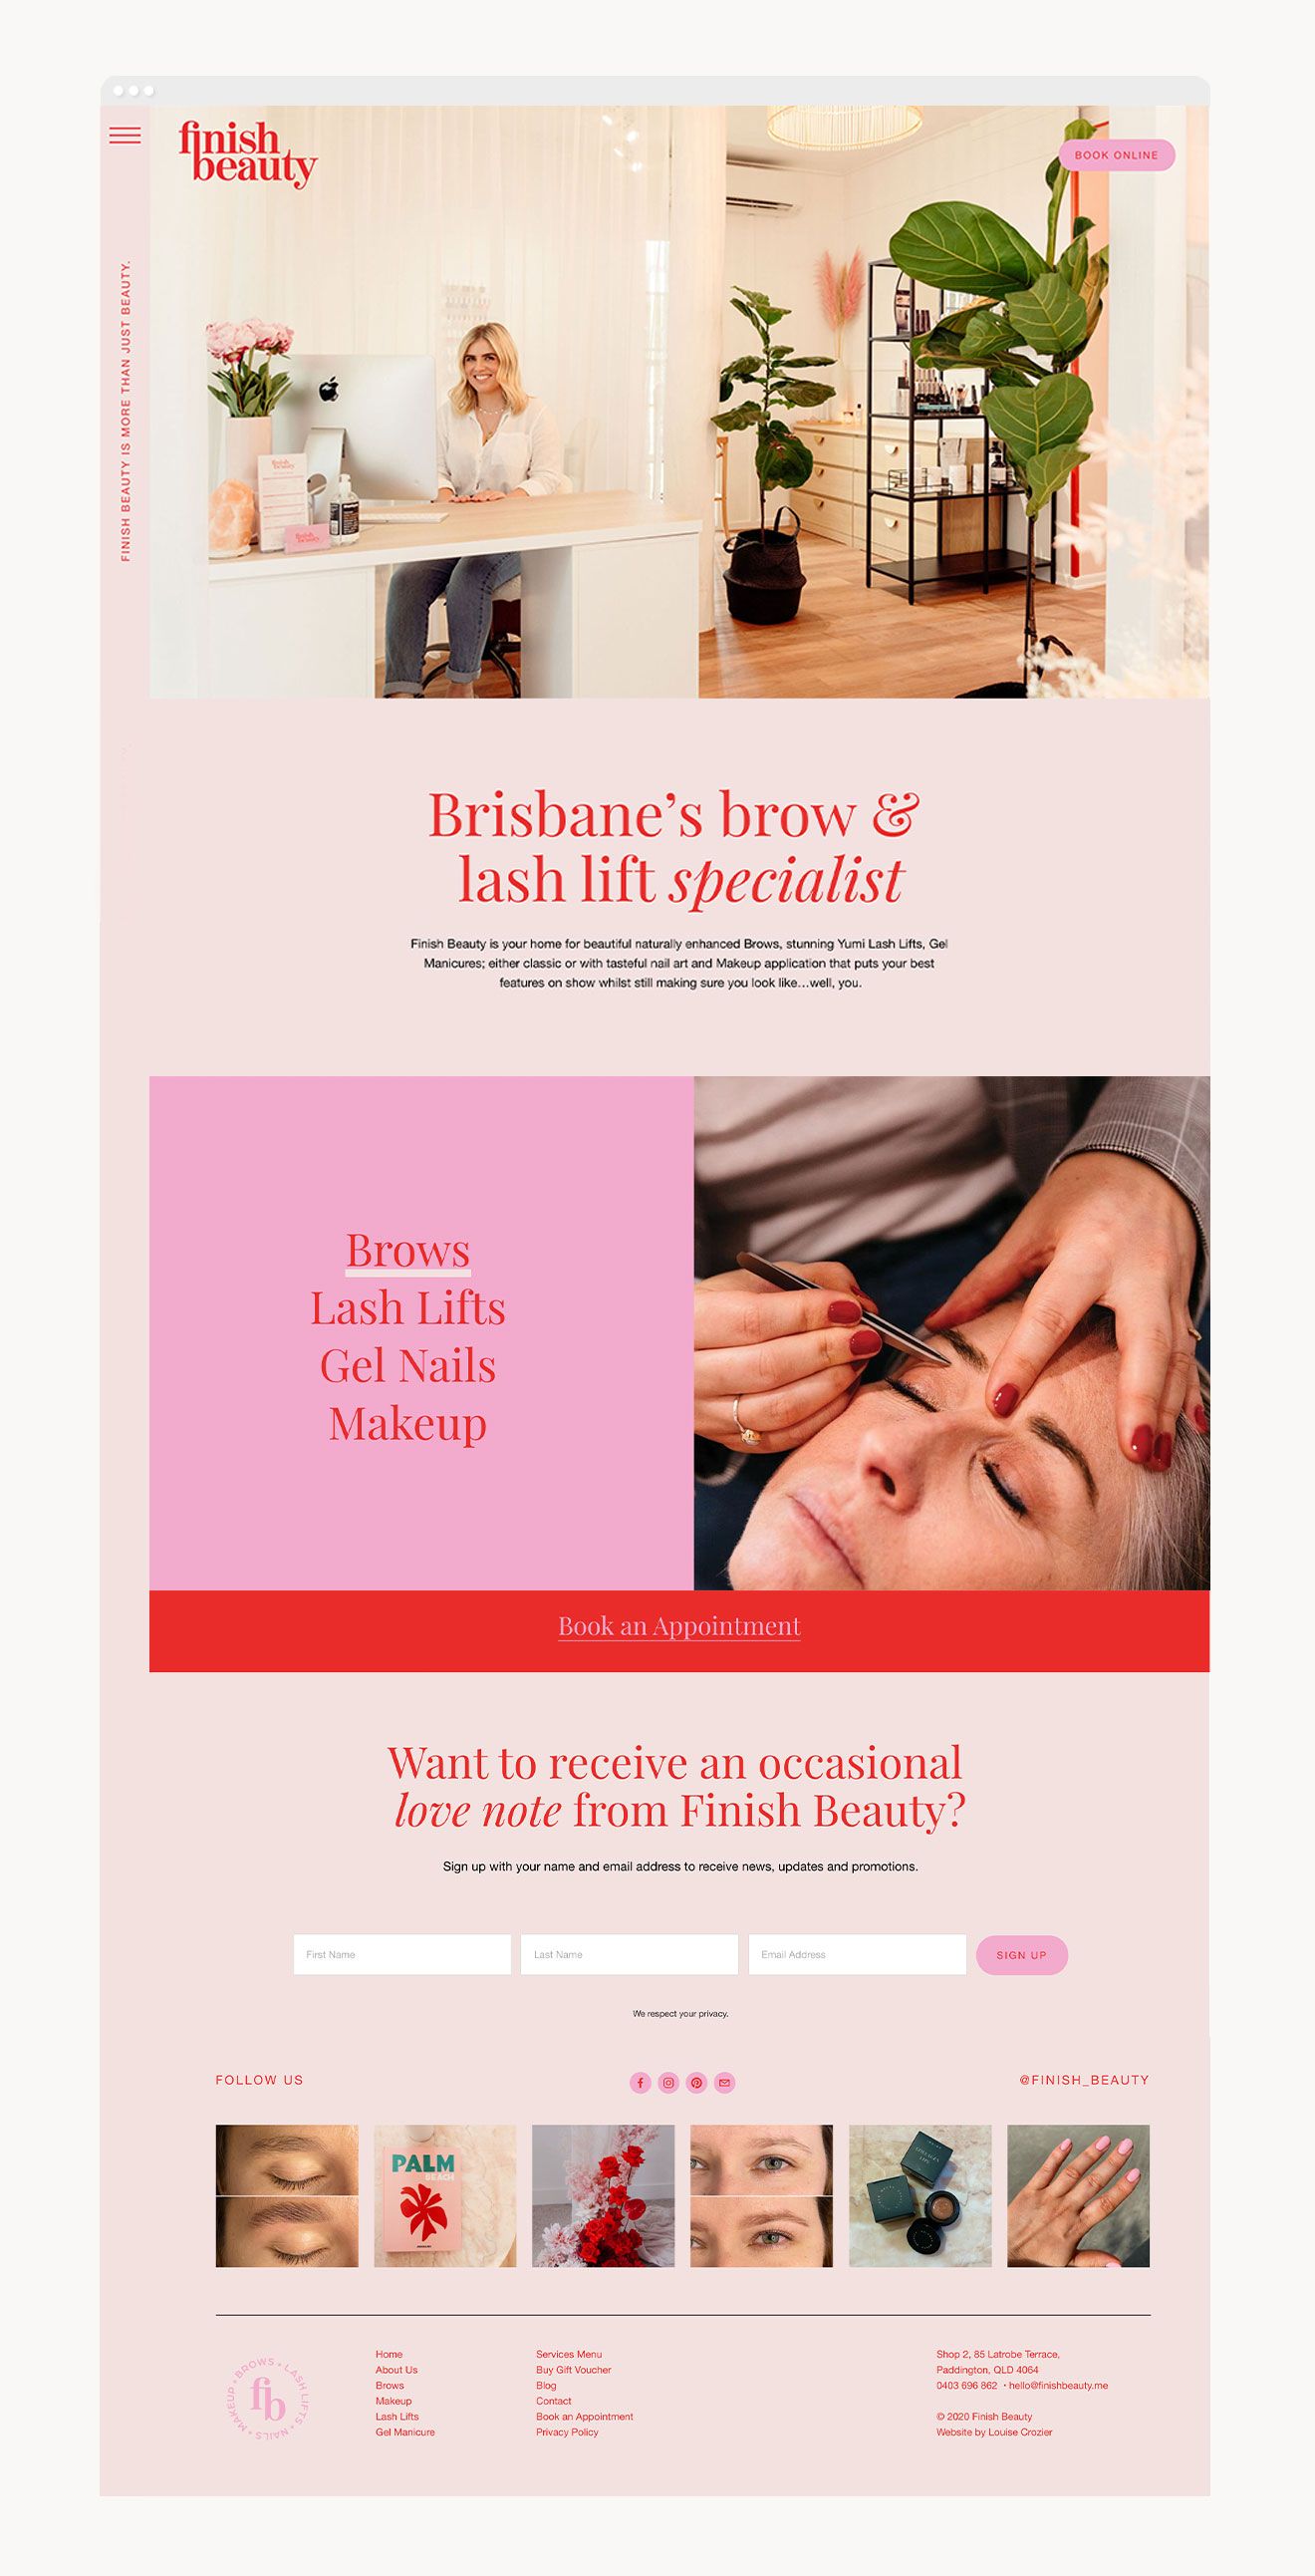 finish
beauty
BOOK ONLINE
FINISH BEAUTY IS MORE THAN JUST BEAUTY.
finish
beauty
finish
beauty
Brisbane’s brow &
lash lift specialist
Finish Beauty is your home for beautiful naturally enhanced Brows, stunning Yumi Lash Lifts, Gel
Manicures; either classic or with tasteful nail art and Makeup application that puts your best
features on show whilst still making sure you look like…well, you.
Brows
Lash Lifts
Gel Nails
Makeup
Book an Appointment
Want to receive an occasional
love note from Finish Beauty?
Sign up with your name and email address to receive news, updates and promotions.
First Name
Last Name
Email Address
SIGN UP
We respect your privacy.
FOLLOW US
@FINISH_BEAUTY
PALM
BEACH
fb
BROWS • LASH LIFTS • NAILS • MAKEUP •
Home
About Us
Brows
Makeup
Lash Lifts
Gel Manicure
Services Menu
Buy Gift Voucher
Blog
Contact
Book an Appointment
Privacy Policy
Shop 2, 85 Latrobe Terrace,
Paddington, QLD 4064
0403 696 862 • hello@finishbeauty.me
© 2020 Finish Beauty
Website by Louise Crozier